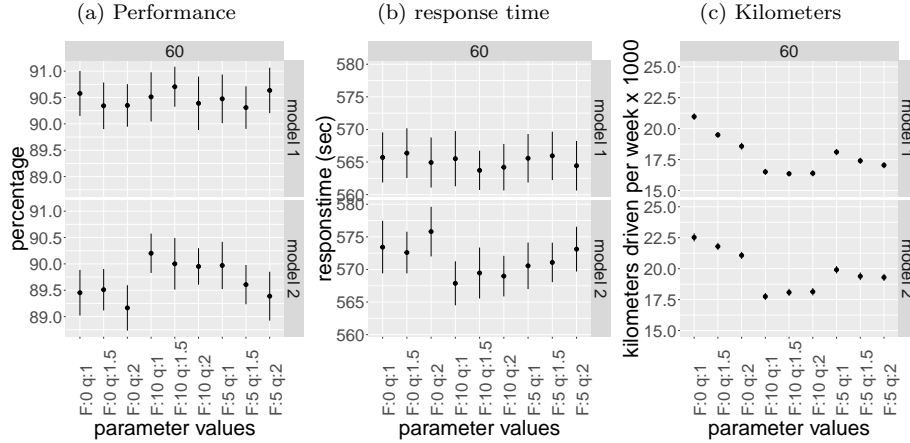 (a) Performance
60
percentage
91.0
90.5
90.0
89.5
89.0
model 1
91.0
90.5
90.0
89.5
89.0
model 2
F:0 q:1
F:0 q:1.5
F:0 q:2
F:10 q:1
F:10 q:1.5
F:10 q:2
F:5 q:1
F:5 q:1.5
F:5 q:2
parameter values
(b) response time
60
responstime (sec)
580
575
570
565
560
model 1
580
575
570
565
560
model 2
F:0 q:1
F:0 q:1.5
F:0 q:2
F:10 q:1
F:10 q:1.5
F:10 q:2
F:5 q:1
F:5 q:1.5
F:5 q:2
parameter values
(c) Kilometers
60
kilometers driven per week x 1000
25.0
22.5
20.0
17.5
15.0
model 1
25.0
22.5
20.0
17.5
15.0
model 2
F:0 q:1
F:0 q:1.5
F:0 q:2
F:10 q:1
F:10 q:1.5
F:10 q:2
F:5 q:1
F:5 q:1.5
F:5 q:2
parameter values